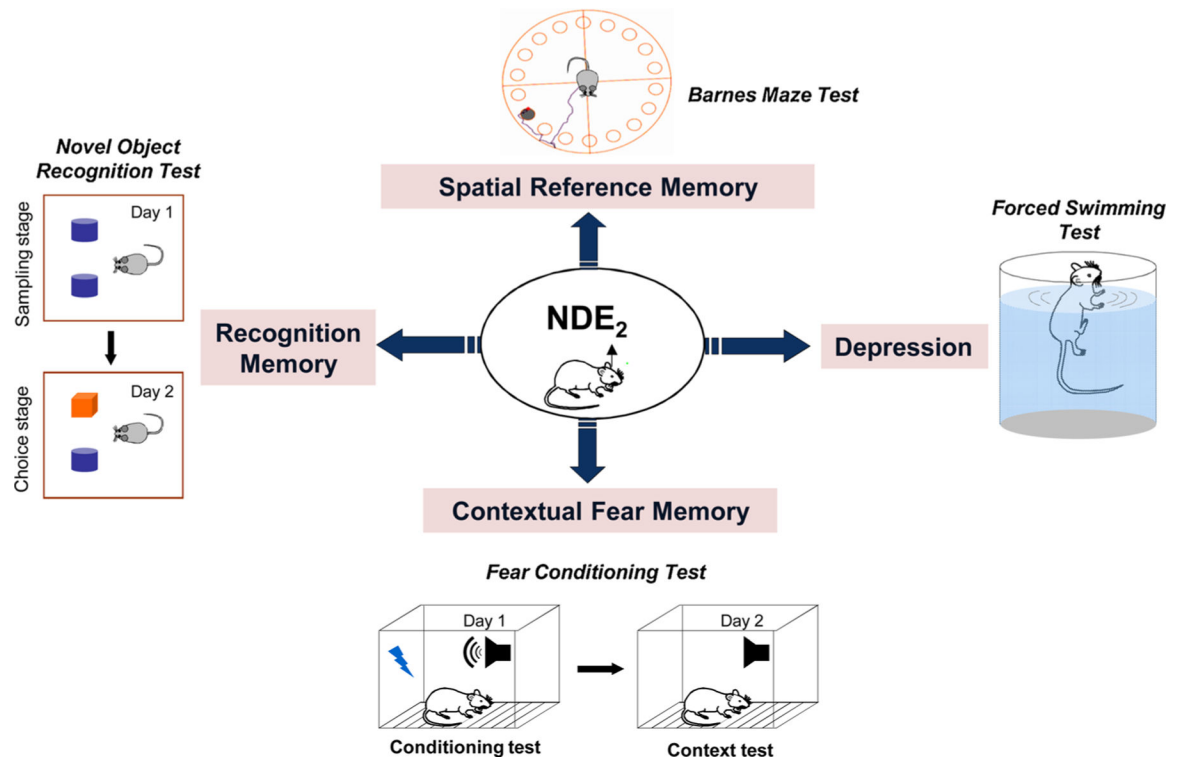 Barnes Maze Test
Spatial Reference Memory
Novel Object
Recognition Test
Sampling stage
Day 1
Choice stage
Day 2
Recognition
Memory
NDE₂
Depression
Forced Swimming
Test
Contextual Fear Memory
Fear Conditioning Test
Day 1
Conditioning test
Day 2
Context test